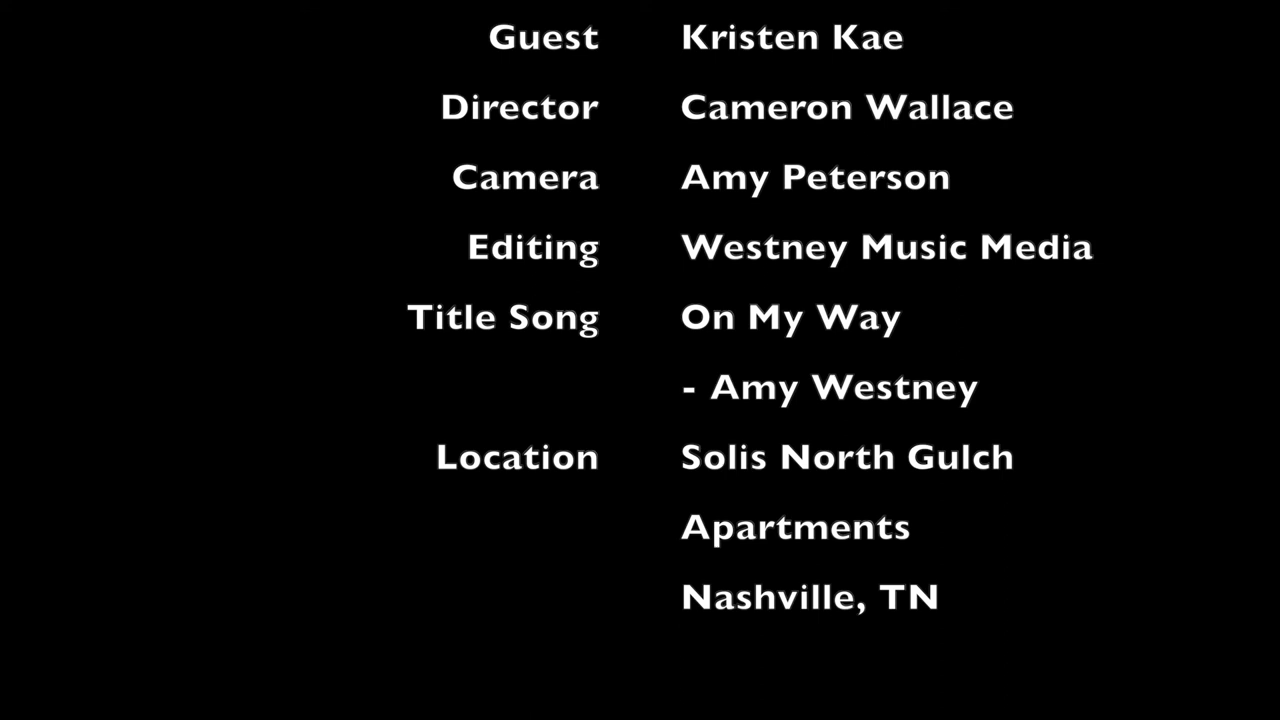 Guest Kristen Kae
Director Cameron Wallace
Camera Amy Peterson
Editing Westney Music Media
Title Song On My Way
- Amy Westney
Location Solis North Gulch
Apartments
Nashville, TN